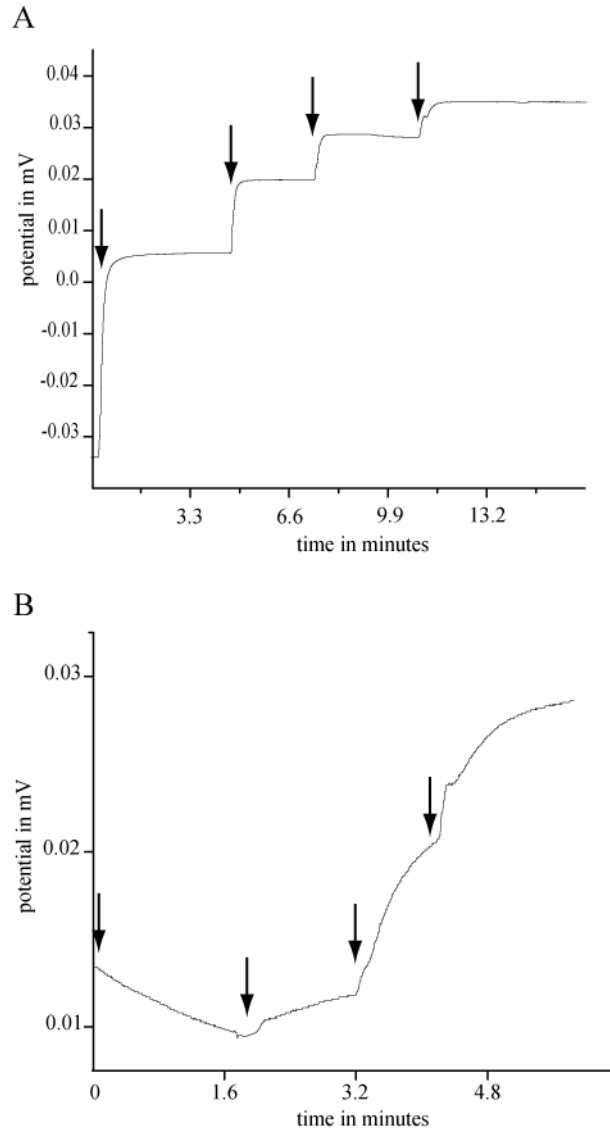 A
potential in mV
0.04
0.03
0.02
0.01
0.0
-0.01
-0.02
-0.03
3.3 6.6 9.9 13.2
time in minutes
B
potential in mV
0.03
0.02
0.01
0 1.6 3.2 4.8
time in minutes